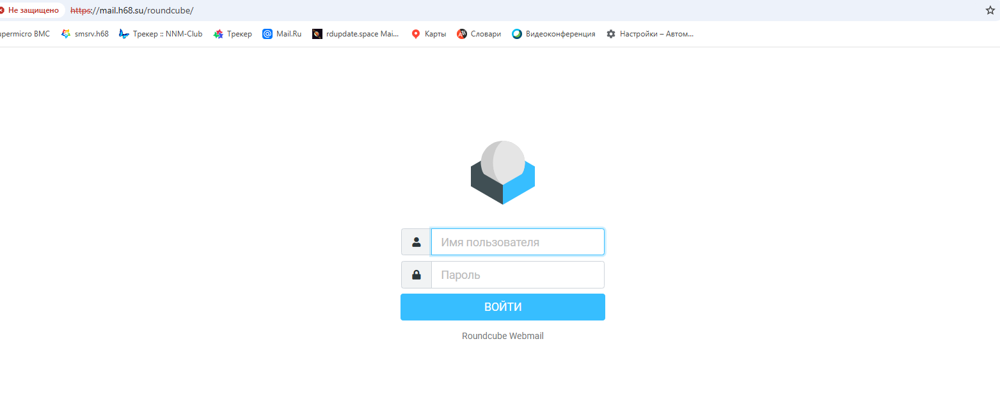 Не защищено https://mail.h68.su/roundcube/
upermicro BMC smsrv.h68 Трекер :: NNM-Club Трекер Mail.Ru rdupdate.space Mai... Карты Словари Видеоконференция Настройки – Автом...
Имя пользователя
Пароль
ВОЙТИ
Roundcube Webmail